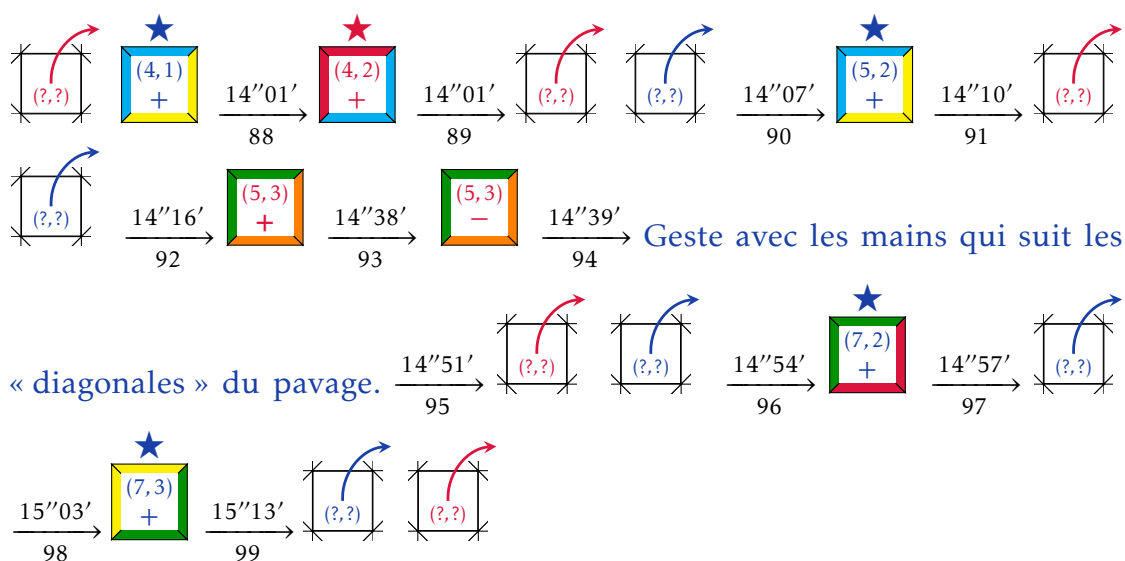 (?,?) (4,1) + 14″01′ 88 (4,2) + 14″01′ 89 (?,?) (?,?) 14″07′ 90 (5,2) + 14″10′ 91 (?,?)
(?,?) 14″16′ 92 (5,3) + 14″38′ 93 (5,3) − 14″39′ 94 Geste avec les mains qui suit les
« diagonales » du pavage. 14″51′ 95 (?,?) (?,?) 14″54′ 96 (7,2) + 14″57′ 97 (?,?)
15″03′ 98 (7,3) + 15″13′ 99 (?,?) (?,?)